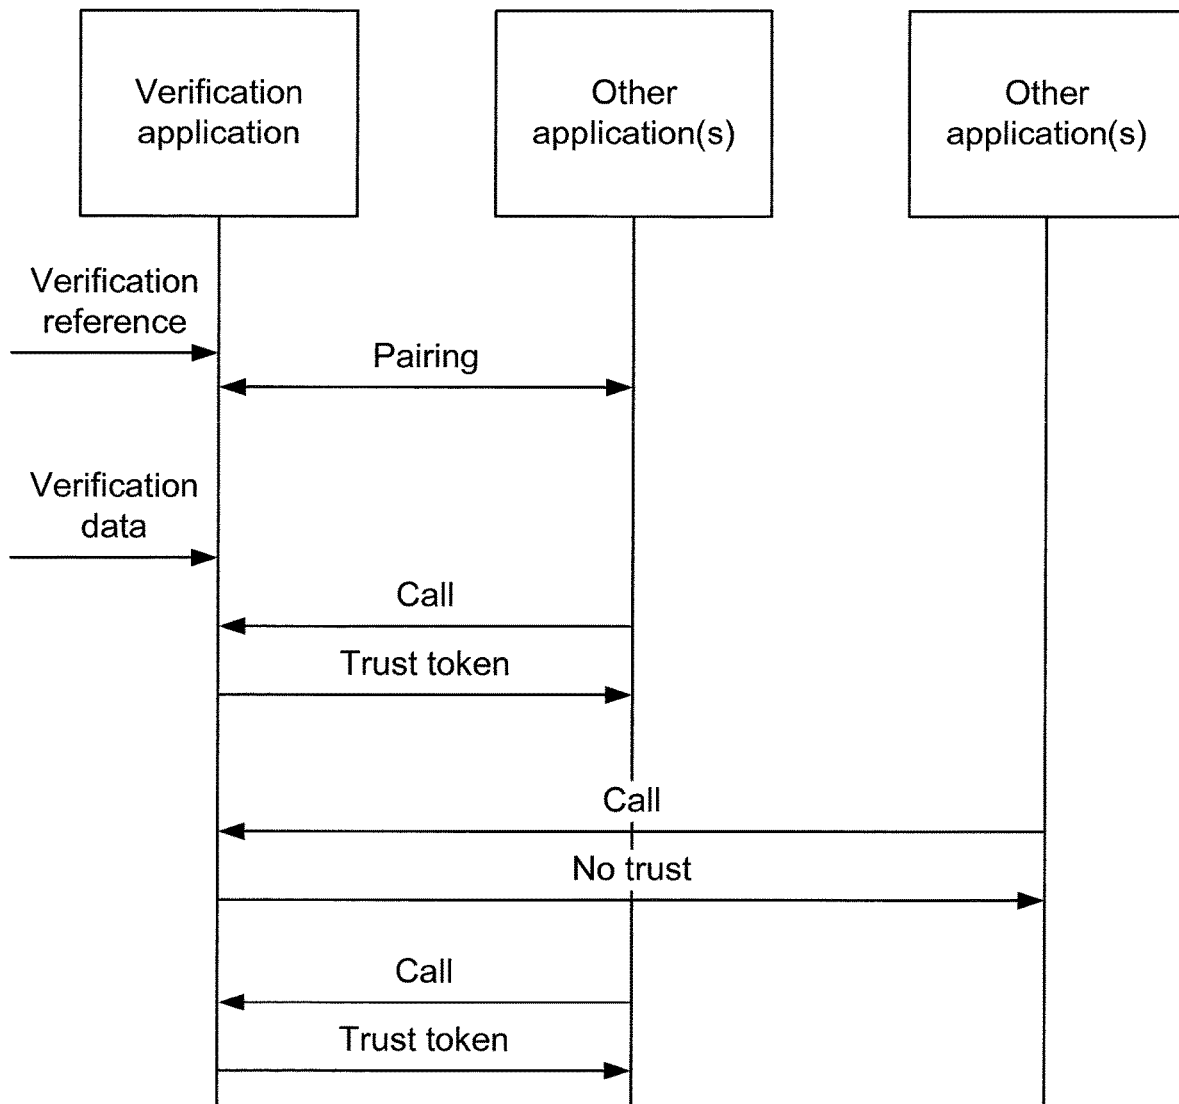 Verification
application
Other
application(s)
Other
application(s)
Verification
reference
Pairing
Verification
data
Call
Trust token
Call
No trust
Call
Trust token